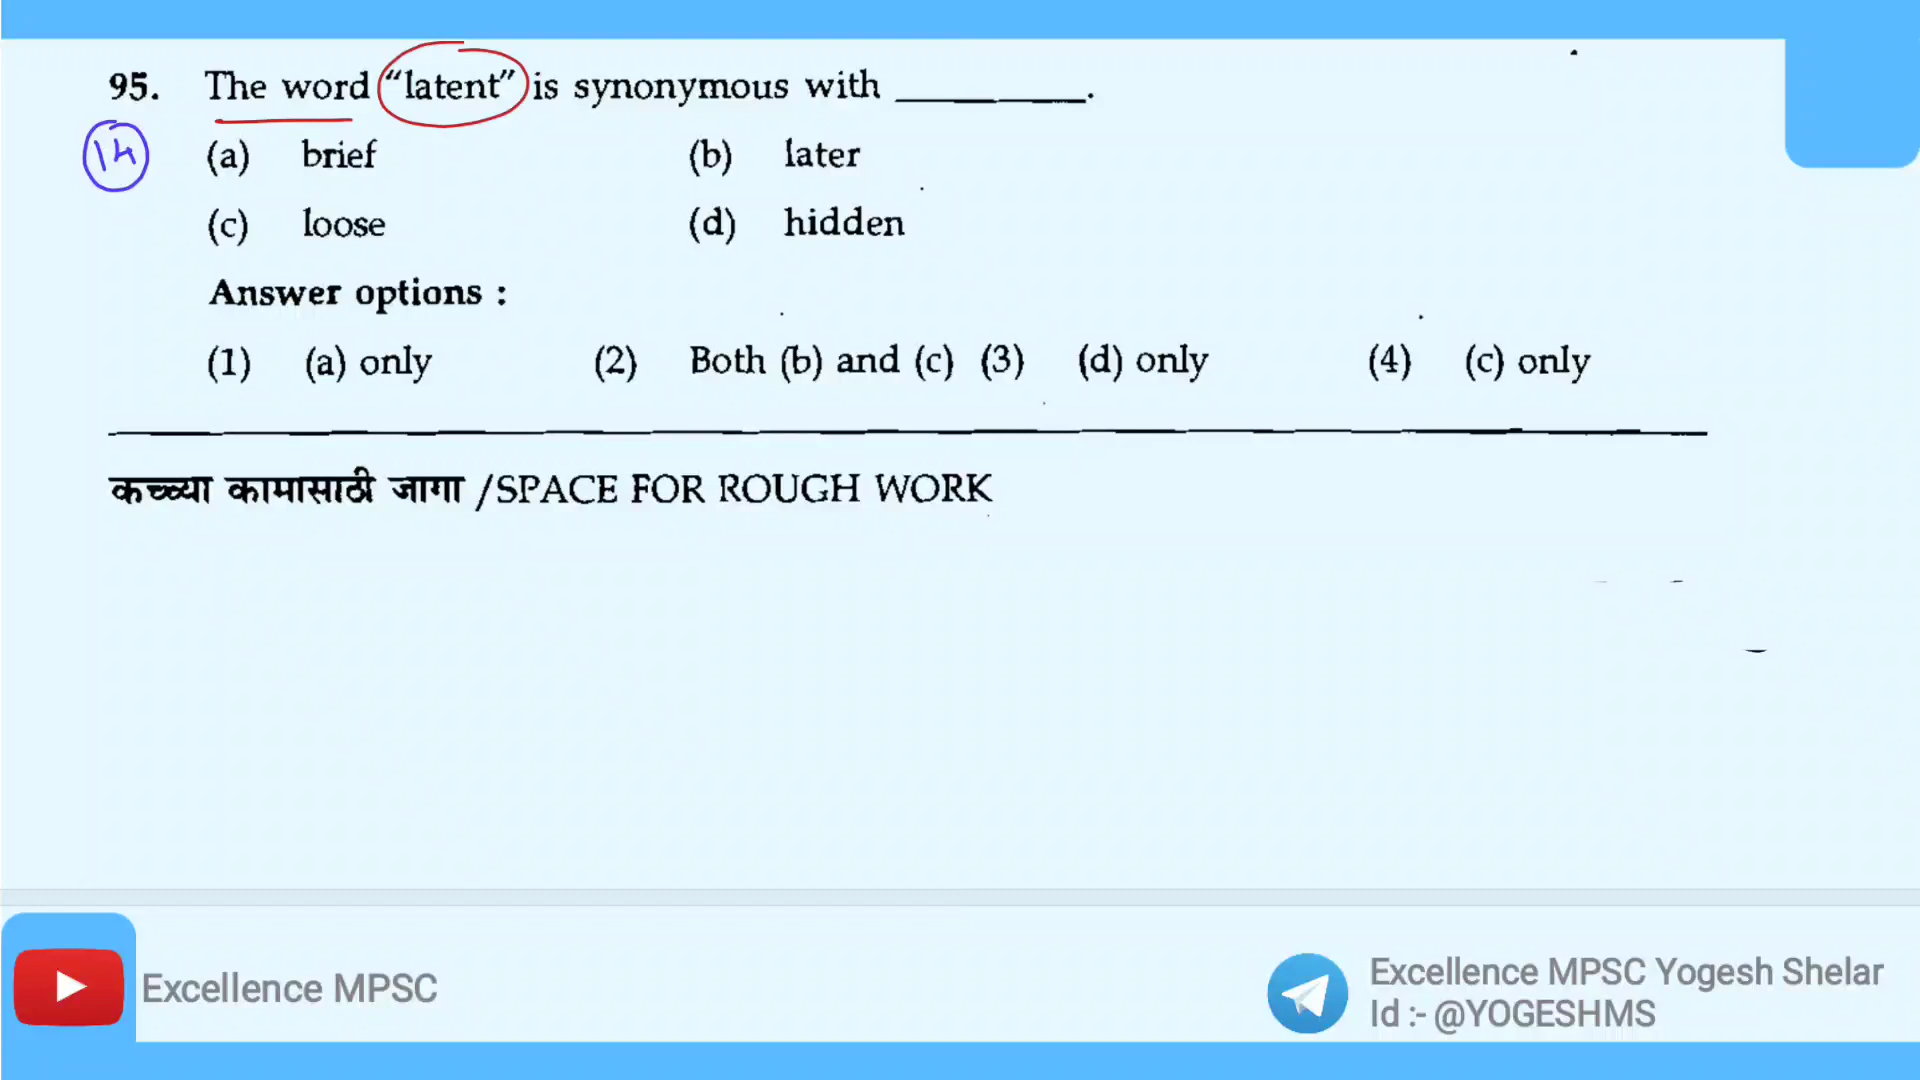 95. The word “latent” is synonymous with ________.
14
(a) brief (b) later
(c) loose (d) hidden
Answer options :
(1) (a) only (2) Both (b) and (c) (3) (d) only (4) (c) only
कच्च्या कामासाठी जागा /SPACE FOR ROUGH WORK
Excellence MPSC
Excellence MPSC Yogesh Shelar
Id :- @YOGESHMS